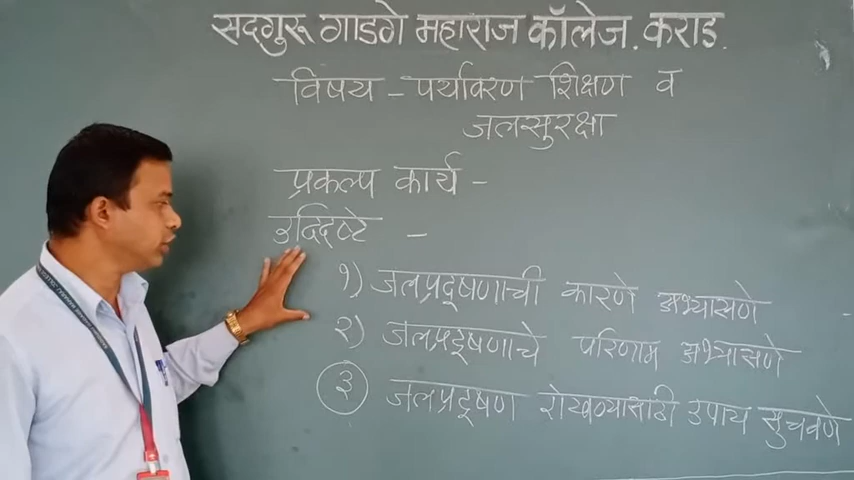 सद्गुरू गाडगे महाराज कॉलेज. कराड.
विषय - पर्यावरण शिक्षण व
जलसुरक्षा
प्रकल्प कार्य -
उद्दिष्टे -
१) जलप्रदूषणाची कारणे अभ्यासणे
२) जलप्रदूषणाचे परिणाम अभ्यासणे
३ जलप्रदूषण रोखण्यासाठी उपाय सुचवणे